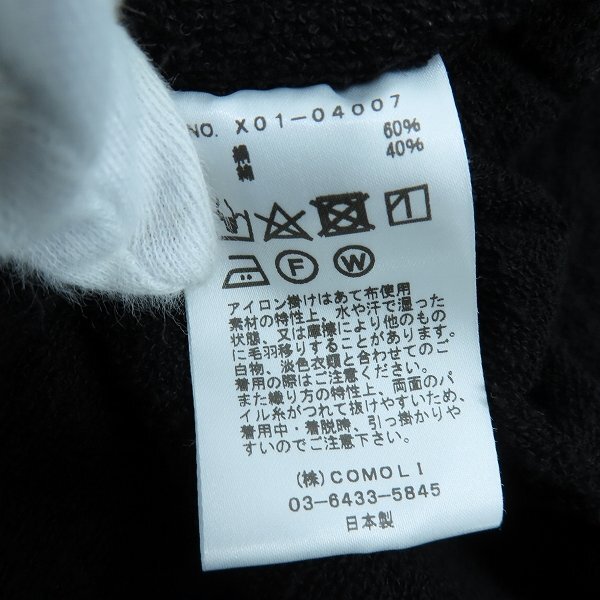 NO. X01-04007
絹 60%
綿 40%
F W
アイロン掛けはあて布使用
素材の特性上、水や汗で湿った
状態、又は摩擦により他のもの
に毛羽移りすることがあります。
白物、淡色衣類と合わせてのご
着用の際はご注意ください。
また織り方の特性上、両面のパ
イル糸がつれて抜けやすいため、
着用中・着脱時、引っ掛かりや
すいのでご注意下さい。
(株)COMOLI
03-6433-5845
日本製